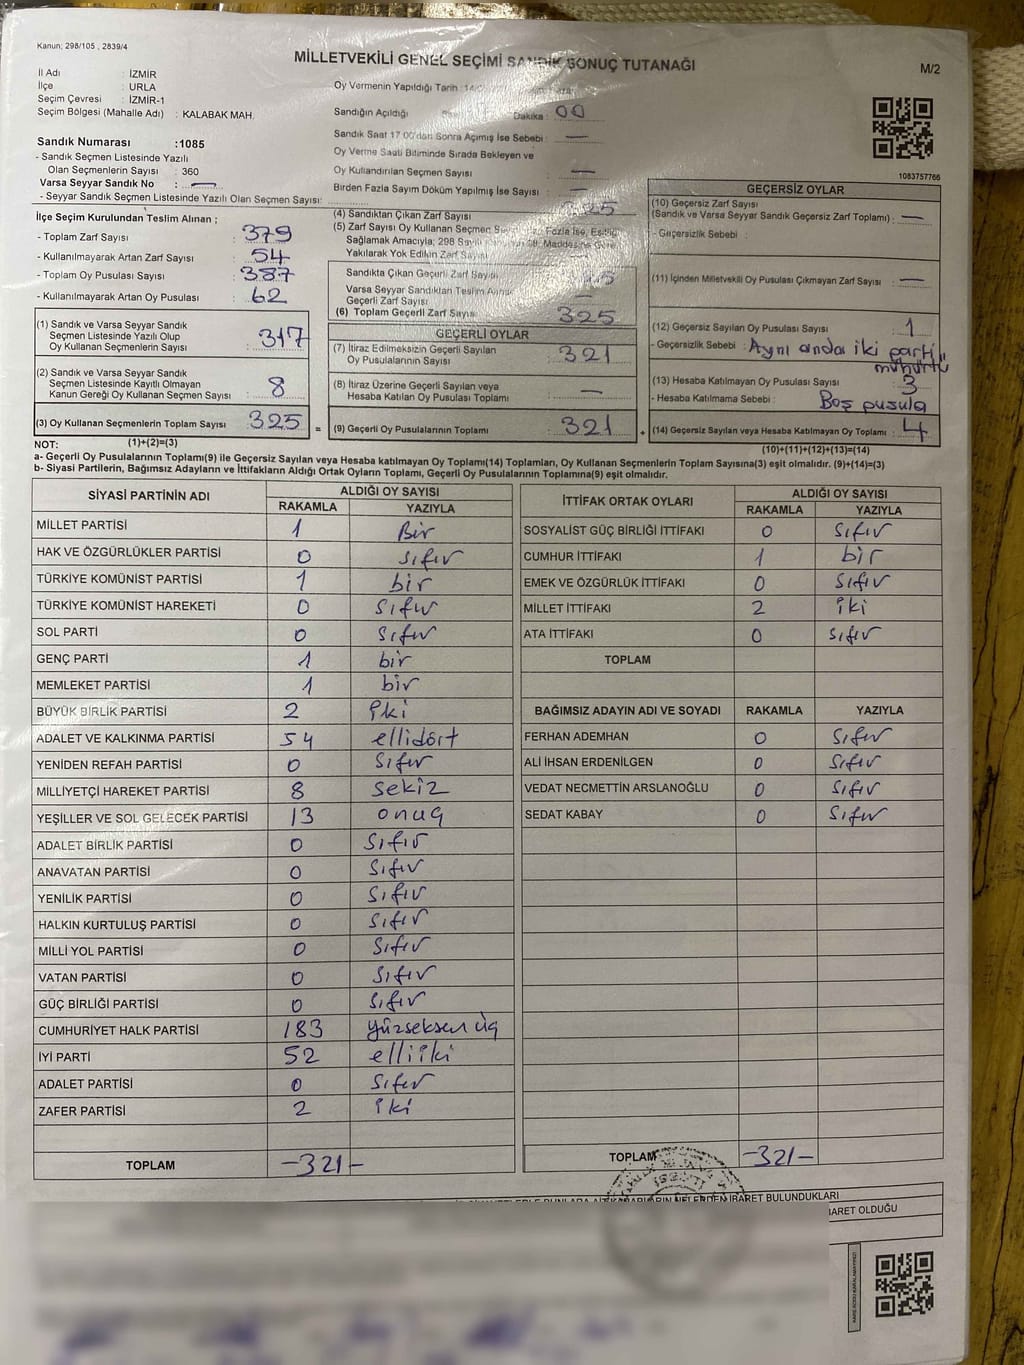 Kanun; 298/105 , 2839/4
MİLLETVEKİLİ GENEL SEÇİMİ SANDIK SONUÇ TUTANAĞI
M/2
İl Adı : İZMİR
İlçe URLA
Seçim Çevresi : İZMİR-1
Seçim Bölgesi (Mahalle Adı) : KALABAK MAH.
Oy Vermenin Yapıldığı Tarih
Sandığın Açıldığı Dakika : 00
Sandık Saat 17:00'dan Sonra Açımış İse Sebebi : —
Oy Verme Saati Bitiminde Sırada Bekleyen ve
Oy Kullandırılan Seçmen Sayısı : —
Birden Fazla Sayım Döküm Yapılmış İse Sayısı : —
Sandık Numarası :1085
- Sandık Seçmen Listesinde Yazılı
Olan Seçmenlerin Sayısı : 360
Varsa Seyyar Sandık No : —
- Seyyar Sandık Seçmen Listesinde Yazılı Olan Seçmen Sayısı:
1083757766
İlçe Seçim Kurulundan Teslim Alınan ;
- Toplam Zarf Sayısı : 379
- Kullanılmayarak Artan Zarf Sayısı : 54
- Toplam Oy Pusulası Sayısı : 387
- Kullanılmayarak Artan Oy Pusulası : 62
(1) Sandık ve Varsa Seyyar Sandık
Seçmen Listesinde Yazılı Olup
Oy Kullanan Seçmenlerin Sayısı : 317
(2) Sandık ve Varsa Seyyar Sandık
Seçmen Listesinde Kayıtlı Olmayan
Kanun Gereği Oy Kullanan Seçmen Sayısı : 8
(3) Oy Kullanan Seçmenlerin Toplam Sayısı : 325
(1)+(2)=(3)
(4) Sandıktan Çıkan Zarf Sayısı : 325
(5) Zarf Sayısı Oy Kullanan Seçmen Fazla İse, Eşitliği
Sağlamak Amacıyla; 298 Sayılı Maddesine Göre
Yakılarak Yok Edilen Zarf
Sandıkta Çıkan Geçerli Zarf Sayısı
Varsa Seyyar Sandıktan Teslim Alınan
Geçerli Zarf Sayısı : —
(6) Toplam Geçerli Zarf Sayısı 325
GEÇERLİ OYLAR
(7) İtiraz Edilmeksizin Geçerli Sayılan
Oy Pusulalarının Sayısı : 321
(8) İtiraz Üzerine Geçerli Sayılan veya
Hesaba Katılan Oy Pusulası Toplamı : —
= (9) Geçerli Oy Pusulalarının Toplamı : 321 +
GEÇERSİZ OYLAR
(10) Geçersiz Zarf Sayısı
(Sandık ve Varsa Seyyar Sandık Geçersiz Zarf Toplamı) : —
- Geçersizlik Sebebi :
(11) İçinden Milletvekili Oy Pusulası Çıkmayan Zarf Sayısı : —
(12) Geçersiz Sayılan Oy Pusulası Sayısı : 1
- Geçersizlik Sebebi : Aynı anda iki parti
mühürlü
(13) Hesaba Katılmayan Oy Pusulası Sayısı : 3
- Hesaba Katılmama Sebebi : Boş pusula
(14) Geçersiz Sayılan veya Hesaba Katılmayan Oy Toplamı : 4
(10)+(11)+(12)+(13)=(14)
NOT:
a- Geçerli Oy Pusulalarının Toplamı(9) ile Geçersiz Sayılan veya Hesaba katılmayan Oy Toplamı(14) Toplamları, Oy Kullanan Seçmenlerin Toplam Sayısına(3) eşit olmalıdır. (9)+(14)=(3)
b- Siyasi Partilerin, Bağımsız Adayların ve İttifakların Aldığı Ortak Oyların Toplamı, Geçerli Oy Pusulalarının Toplamına(9) eşit olmalıdır.
SİYASİ PARTİNİN ADI ALDIĞI OY SAYISI
RAKAMLA YAZIYLA
MİLLET PARTİSİ 1 Bir
HAK VE ÖZGÜRLÜKLER PARTİSİ 0 sıfır
TÜRKİYE KOMÜNİST PARTİSİ 1 bir
TÜRKİYE KOMÜNİST HAREKETİ 0 sıfır
SOL PARTİ 0 sıfır
GENÇ PARTİ 1 bir
MEMLEKET PARTİSİ 1 bir
BÜYÜK BİRLİK PARTİSİ 2 iki
ADALET VE KALKINMA PARTİSİ 54 ellidört
YENİDEN REFAH PARTİSİ 0 sıfır
MİLLİYETÇİ HAREKET PARTİSİ 8 sekiz
YEŞİLLER VE SOL GELECEK PARTİSİ 13 onüç
ADALET BİRLİK PARTİSİ 0 sıfır
ANAVATAN PARTİSİ 0 sıfır
YENİLİK PARTİSİ 0 sıfır
HALKIN KURTULUŞ PARTİSİ 0 sıfır
MİLLİ YOL PARTİSİ 0 sıfır
VATAN PARTİSİ 0 sıfır
GÜÇ BİRLİĞİ PARTİSİ 0 sıfır
CUMHURİYET HALK PARTİSİ 183 yüzseksen üç
İYİ PARTİ 52 elliiki
ADALET PARTİSİ 0 sıfır
ZAFER PARTİSİ 2 iki
TOPLAM -321-
İTTİFAK ORTAK OYLARI ALDIĞI OY SAYISI
RAKAMLA YAZIYLA
SOSYALİST GÜÇ BİRLİĞİ İTTİFAKI 0 sıfır
CUMHUR İTTİFAKI 1 bir
EMEK VE ÖZGÜRLÜK İTTİFAKI 0 sıfır
MİLLET İTTİFAKI 2 iki
ATA İTTİFAKI 0 sıfır
TOPLAM
BAĞIMSIZ ADAYIN ADI VE SOYADI RAKAMLA YAZIYLA
FERHAN ADEMHAN 0 sıfır
ALİ İHSAN ERDENİLGEN 0 sıfır
VEDAT NECMETTİN ARSLANOĞLU 0 sıfır
SEDAT KABAY 0 sıfır
TOPLAM -321-
BULUNDUKLARI
BARET OLDUĞU